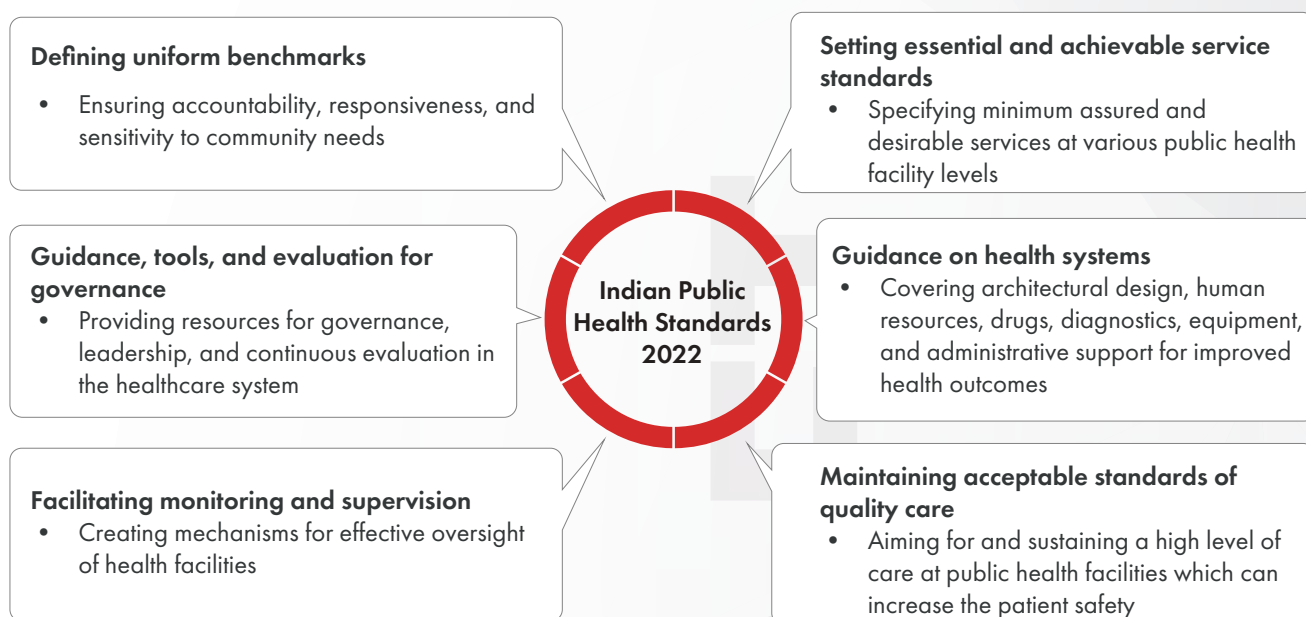 Defining uniform benchmarks
• Ensuring accountability, responsiveness, and
sensitivity to community needs
Setting essential and achievable service
standards
• Specifying minimum assured and
desirable services at various public health
facility levels
Guidance, tools, and evaluation for
governance
• Providing resources for governance,
leadership, and continuous evaluation in
the healthcare system
Indian Public
Health Standards
2022
Guidance on health systems
• Covering architectural design, human
resources, drugs, diagnostics, equipment,
and administrative support for improved
health outcomes
Facilitating monitoring and supervision
• Creating mechanisms for effective oversight
of health facilities
Maintaining acceptable standards of
quality care
• Aiming for and sustaining a high level of
care at public health facilities which can
increase the patient safety